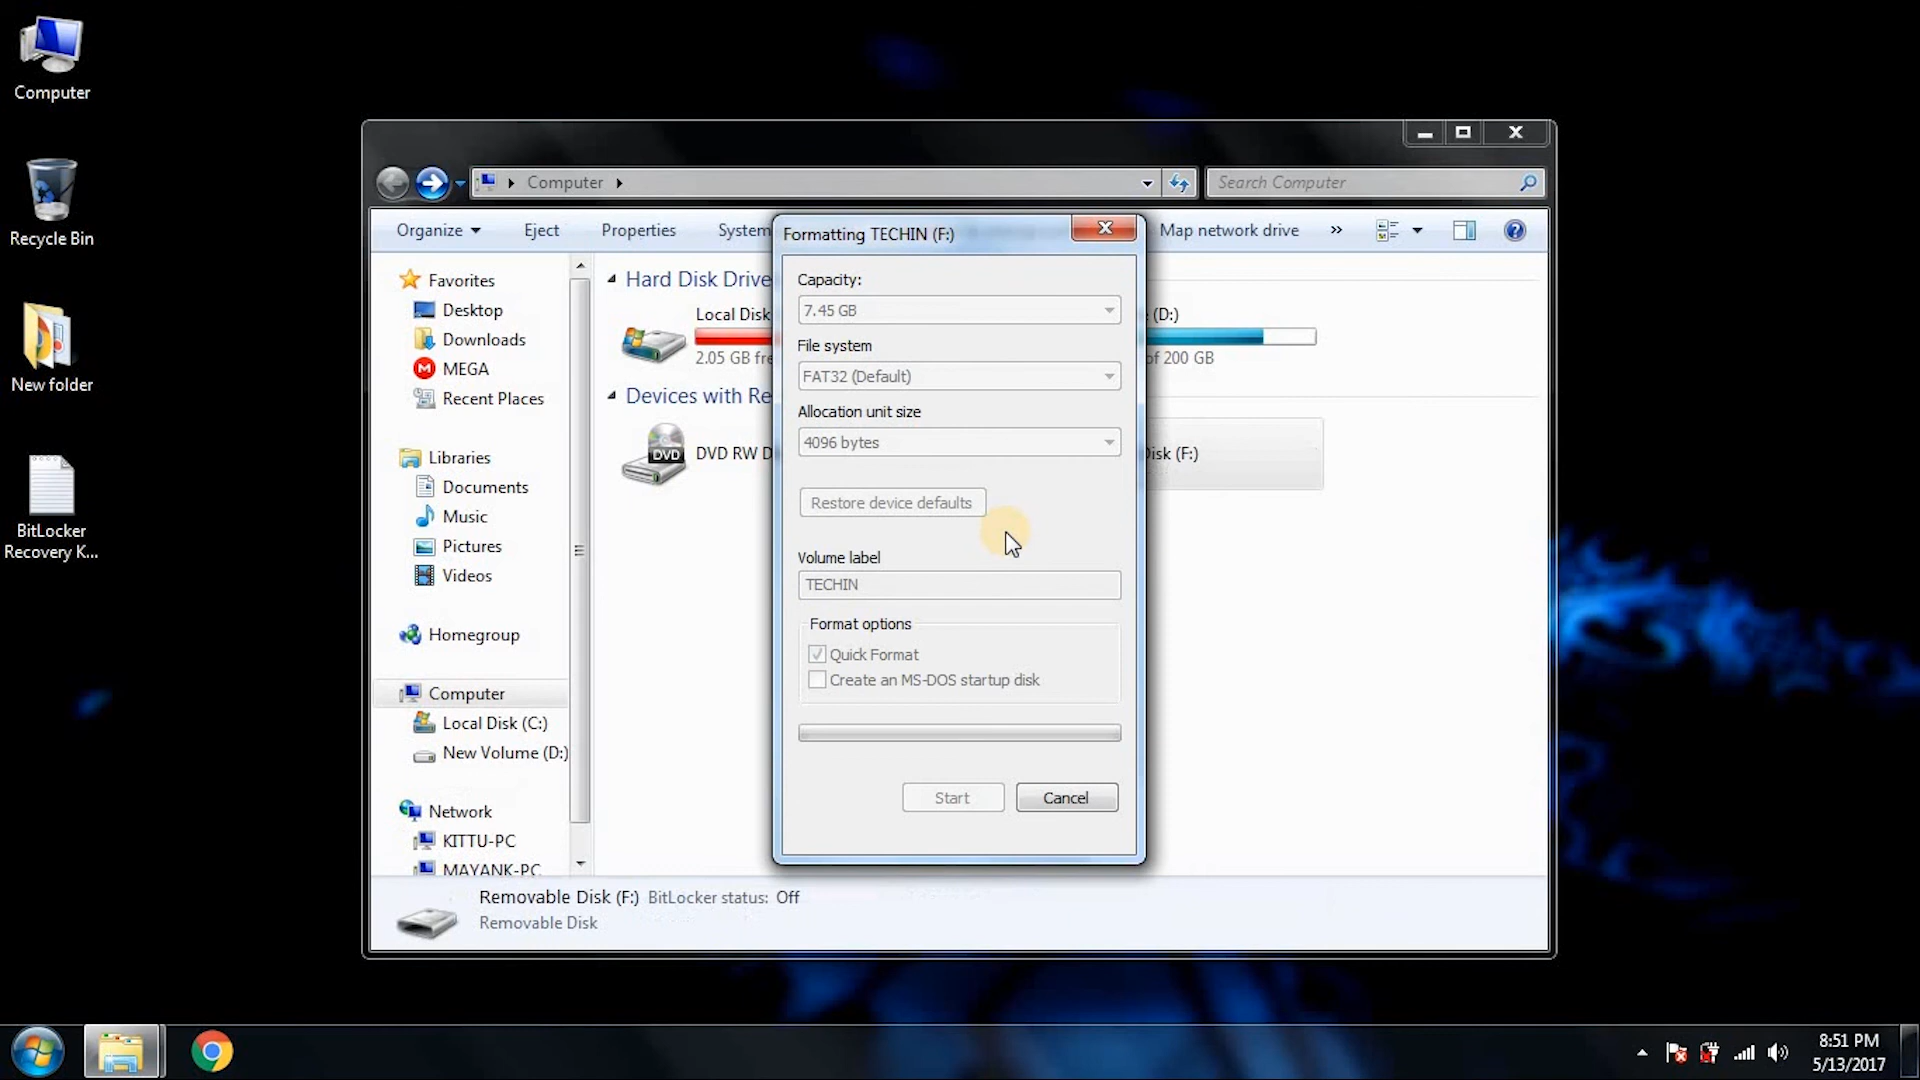 Computer
Recycle Bin
New folder
BitLocker
Recovery K...
Computer
Search Computer
Organize
Eject
Properties
System
Map network drive
»
Favorites
Desktop
Downloads
MEGA
Recent Places
Libraries
Documents
Music
Pictures
Videos
Homegroup
Computer
Local Disk (C:)
New Volume (D:)
Network
KITTU-PC
MAYANK-PC
Hard Disk Drive
Local Disk
2.05 GB fre
(D:)
of 200 GB
Devices with Re
DVD
DVD RW D
isk (F:)
Formatting TECHIN (F:)
Capacity:
7.45 GB
File system
FAT32 (Default)
Allocation unit size
4096 bytes
Restore device defaults
Volume label
TECHIN
Format options
Quick Format
Create an MS-DOS startup disk
Start
Cancel
Removable Disk (F:) BitLocker status: Off
Removable Disk
8:51 PM
5/13/2017